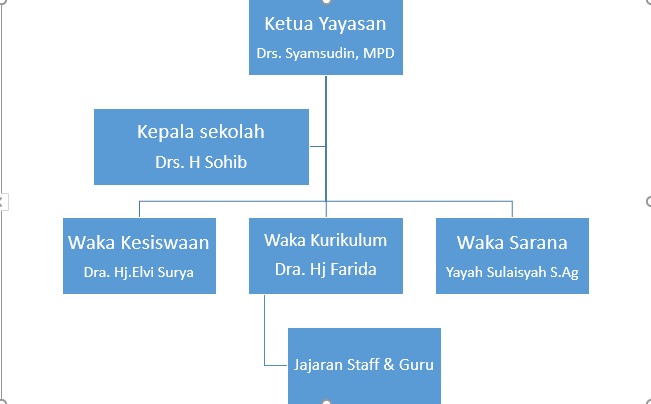 Ketua Yayasan
Drs. Syamsudin, MPD
Kepala sekolah
Drs. H Sohib
Waka Kesiswaan
Dra. Hj.Elvi Surya
Waka Kurikulum
Dra. Hj Farida
Waka Sarana
Yayah Sulaisyah S.Ag
Jajaran Staff & Guru